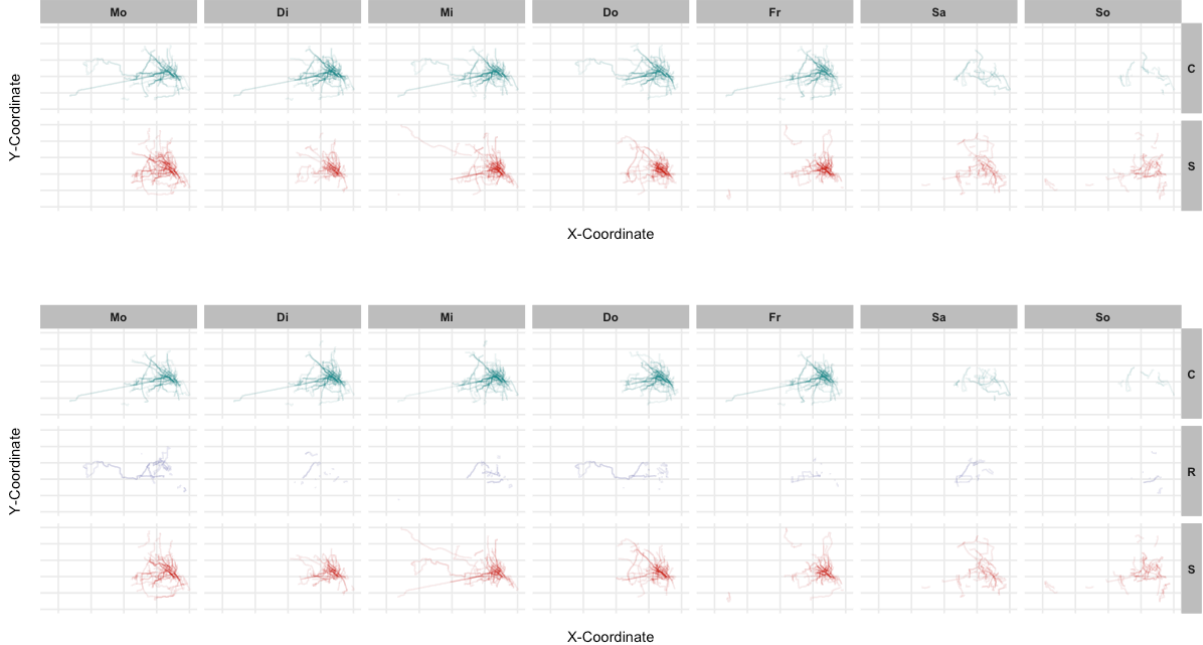 Mo Di Mi Do Fr Sa So
C
Y-Coordinate
S
X-Coordinate
Mo Di Mi Do Fr Sa So
C
R
Y-Coordinate
S
X-Coordinate